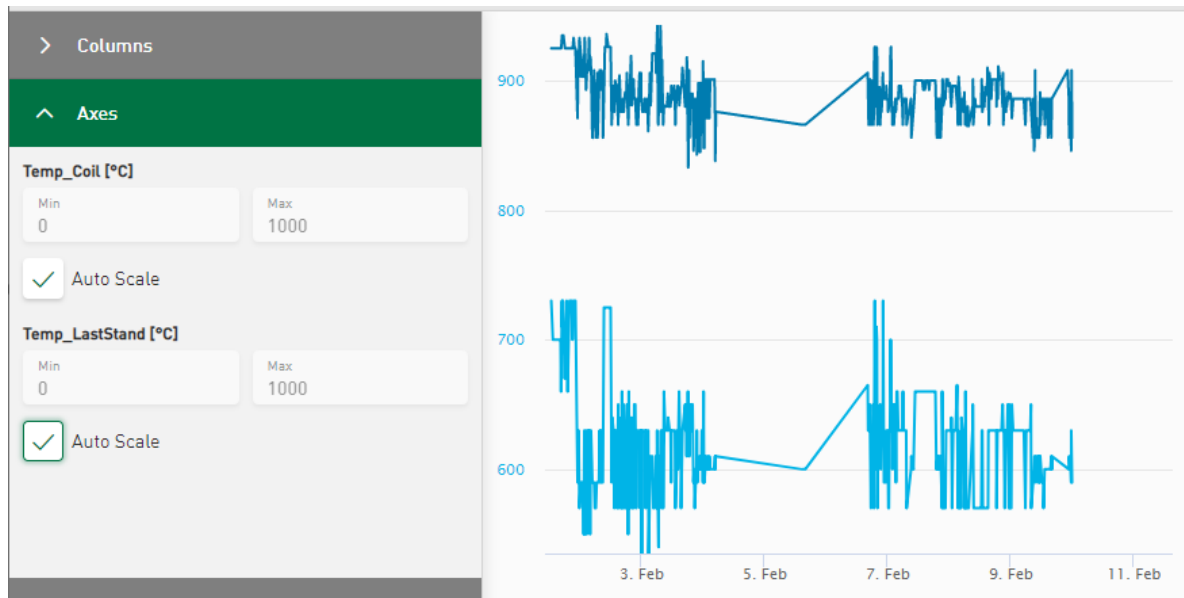 Columns
Axes
Temp_Coil [°C]
Min
0
Max
1000
Auto Scale
Temp_LastStand [°C]
Min
0
Max
1000
Auto Scale
900
800
700
600
3. Feb
5. Feb
7. Feb
9. Feb
11. Feb